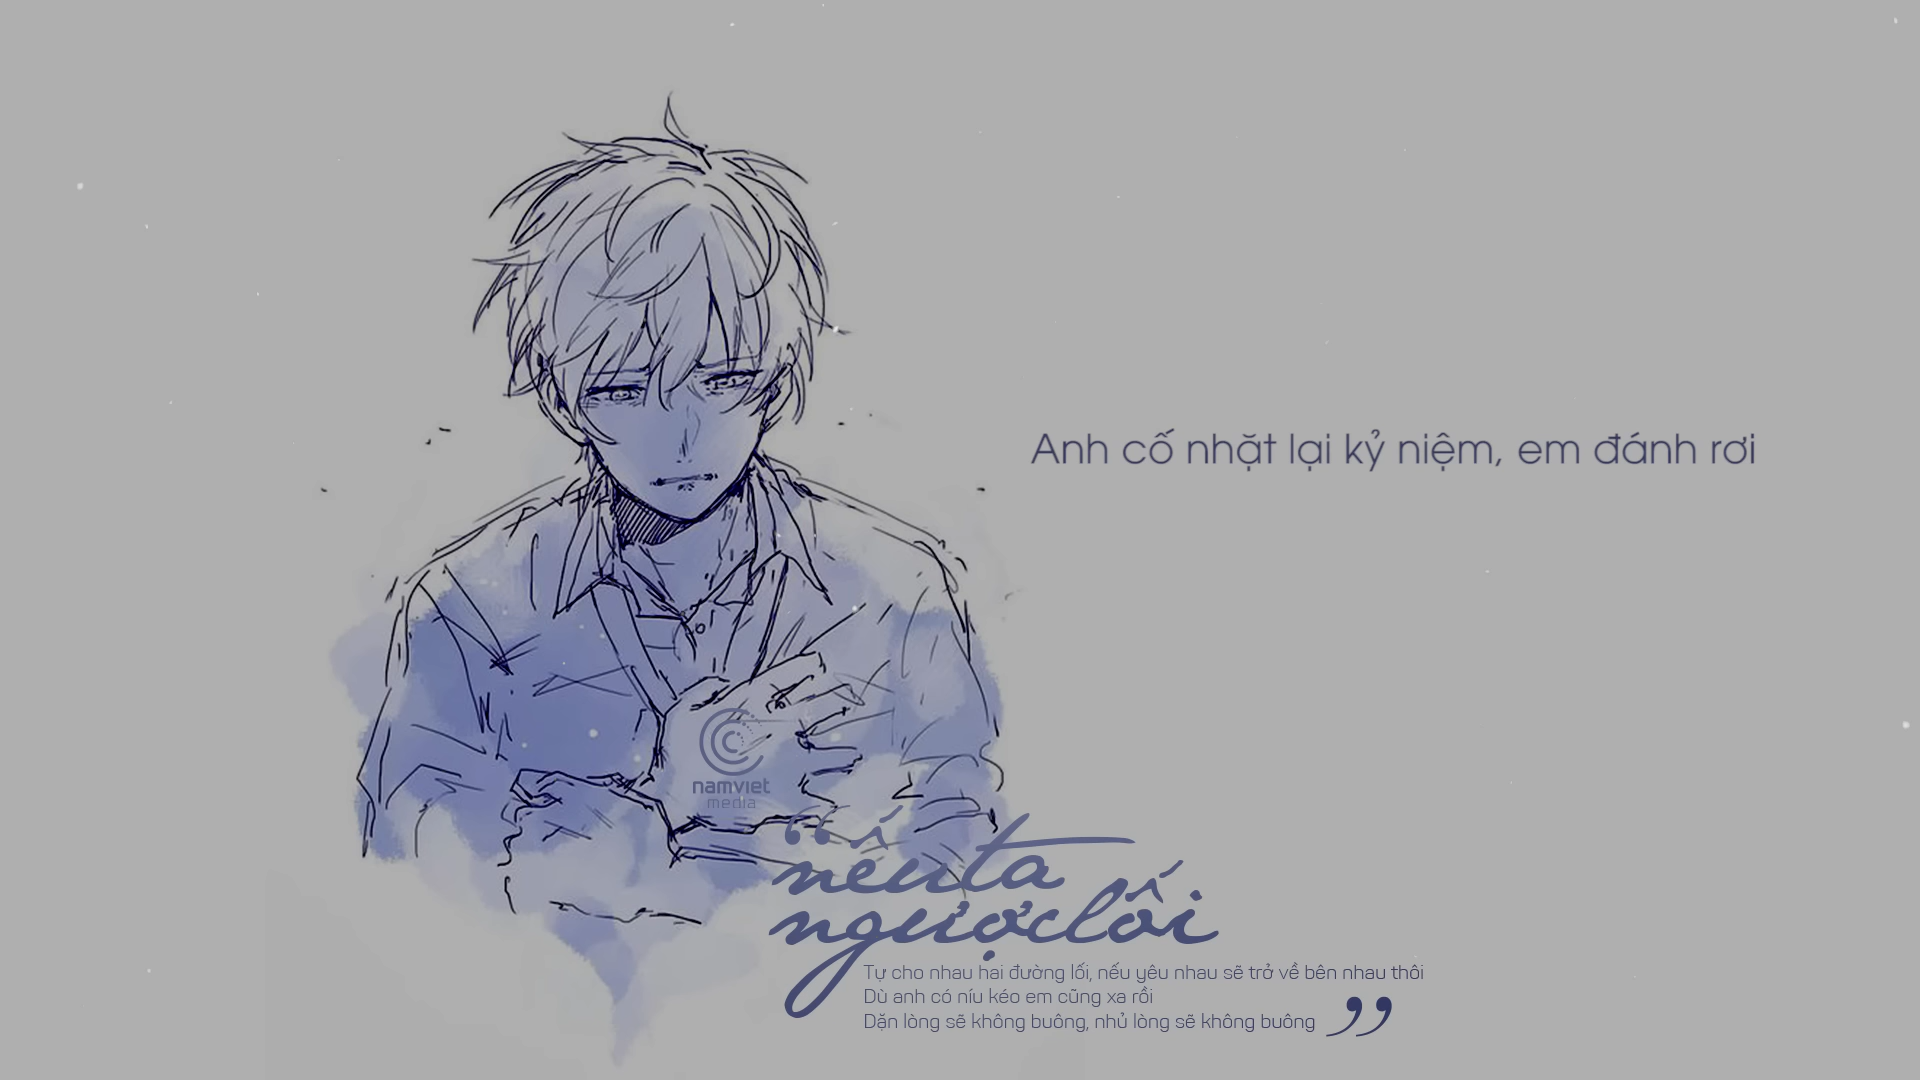 Anh cố nhặt lại kỷ niệm, em đánh rơi
namviet
media
“nếu ta
ngược lối
Tự cho nhau hai đường lối, nếu yêu nhau sẽ trở về bên nhau thôi
Dù anh có níu kéo em cũng xa rồi
Dặn lòng sẽ không buông, nhủ lòng sẽ không buông ”